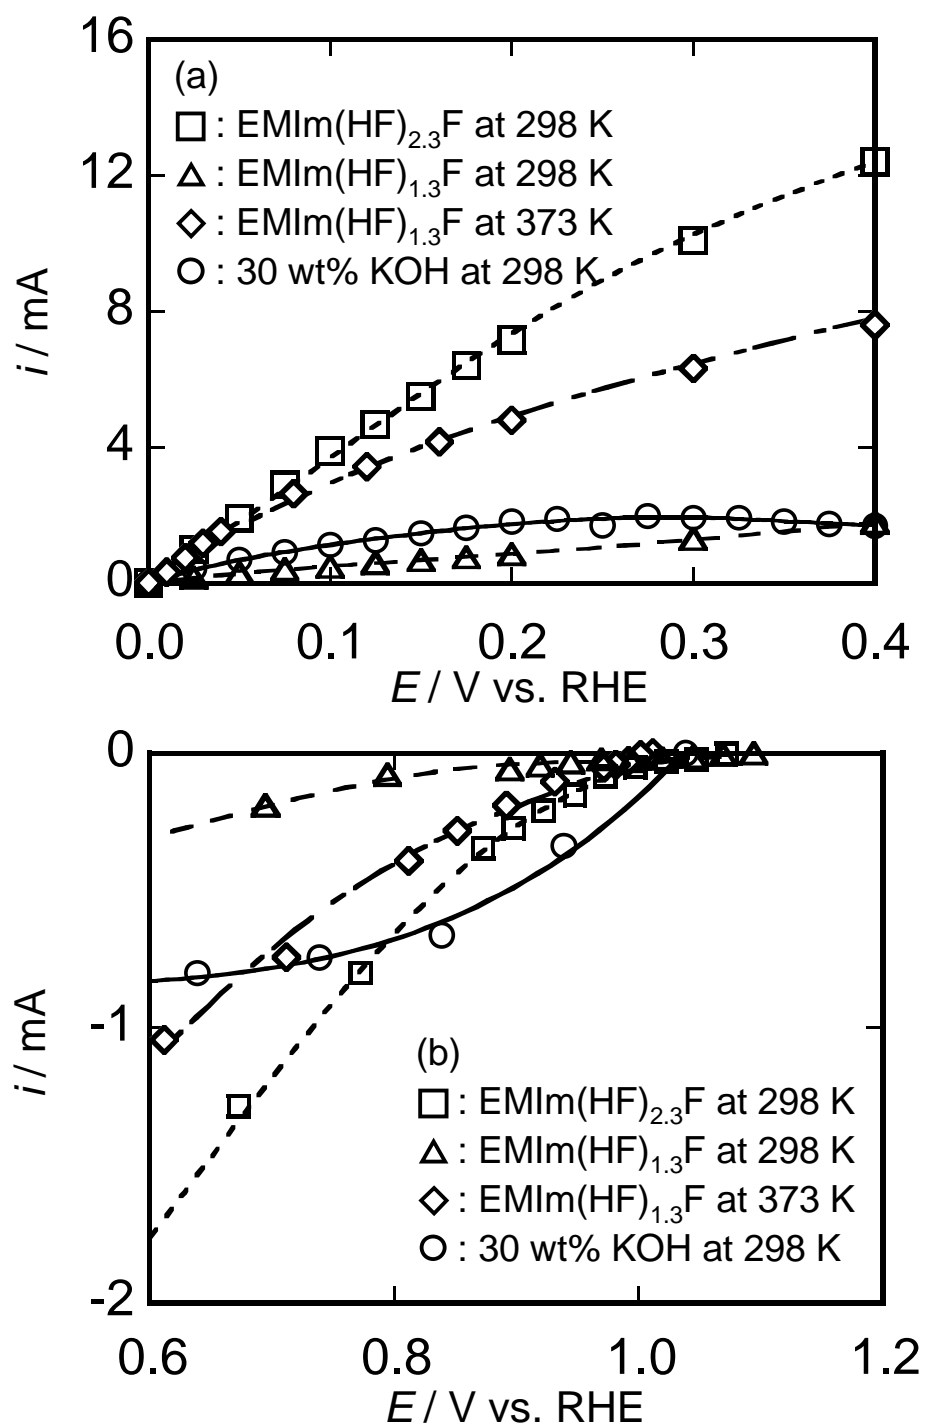 16
(a)
: EMIm(HF)2.3F at 298 K
12
: EMIm(HF)1.3F at 298 K
: EMIm(HF)1.3F at 373 K
: 30 wt% KOH at 298 K
8
i / mA
4
0
0.0 0.1 0.2 0.3 0.4
E / V vs. RHE
0
-1
i / mA
(b)
: EMIm(HF)2.3F at 298 K
: EMIm(HF)1.3F at 298 K
: EMIm(HF)1.3F at 373 K
: 30 wt% KOH at 298 K
-2
0.6 0.8 1.0 1.2
E / V vs. RHE